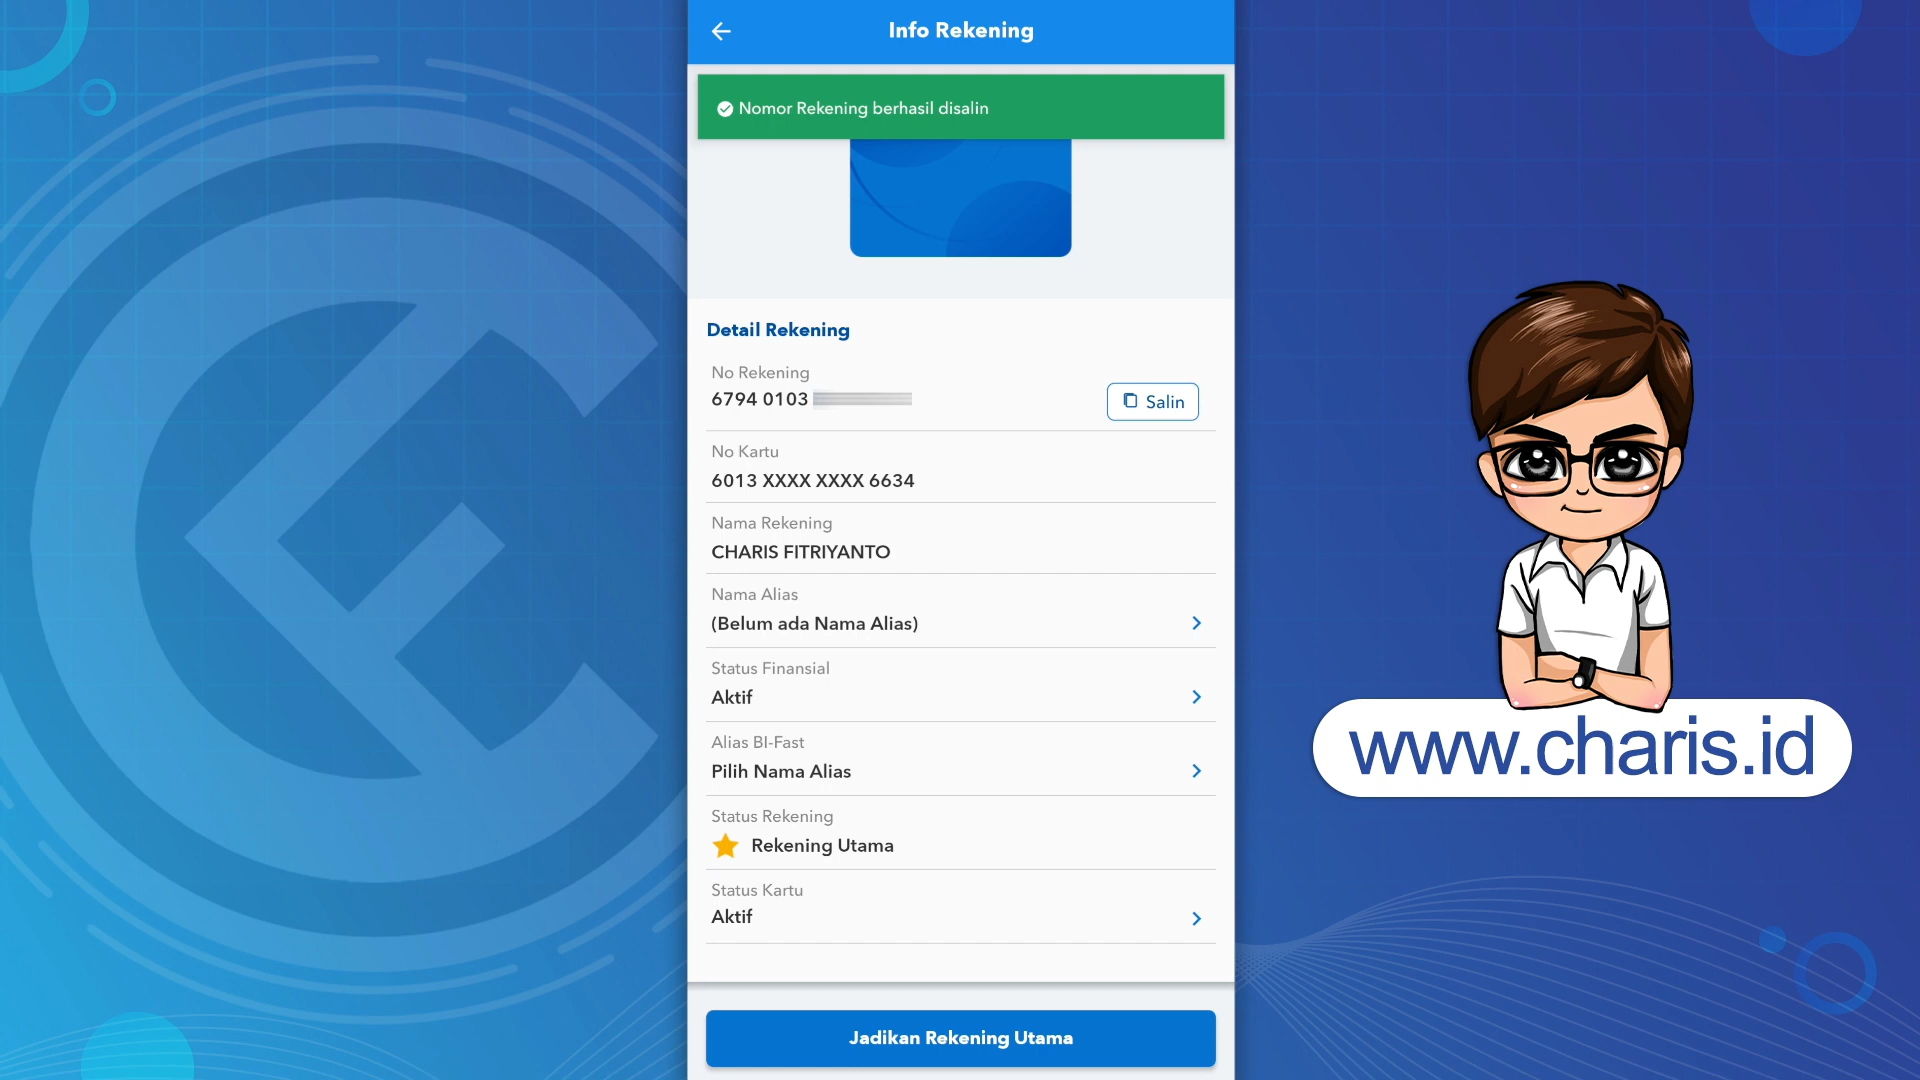 Info Rekening
Nomor Rekening berhasil disalin
Detail Rekening
No Rekening
6794 0103
Salin
No Kartu
6013 XXXX XXXX 6634
Nama Rekening
CHARIS FITRIYANTO
Nama Alias
(Belum ada Nama Alias)
Status Finansial
Aktif
Alias BI-Fast
Pilih Nama Alias
Status Rekening
Rekening Utama
Status Kartu
Aktif
Jadikan Rekening Utama
www.charis.id